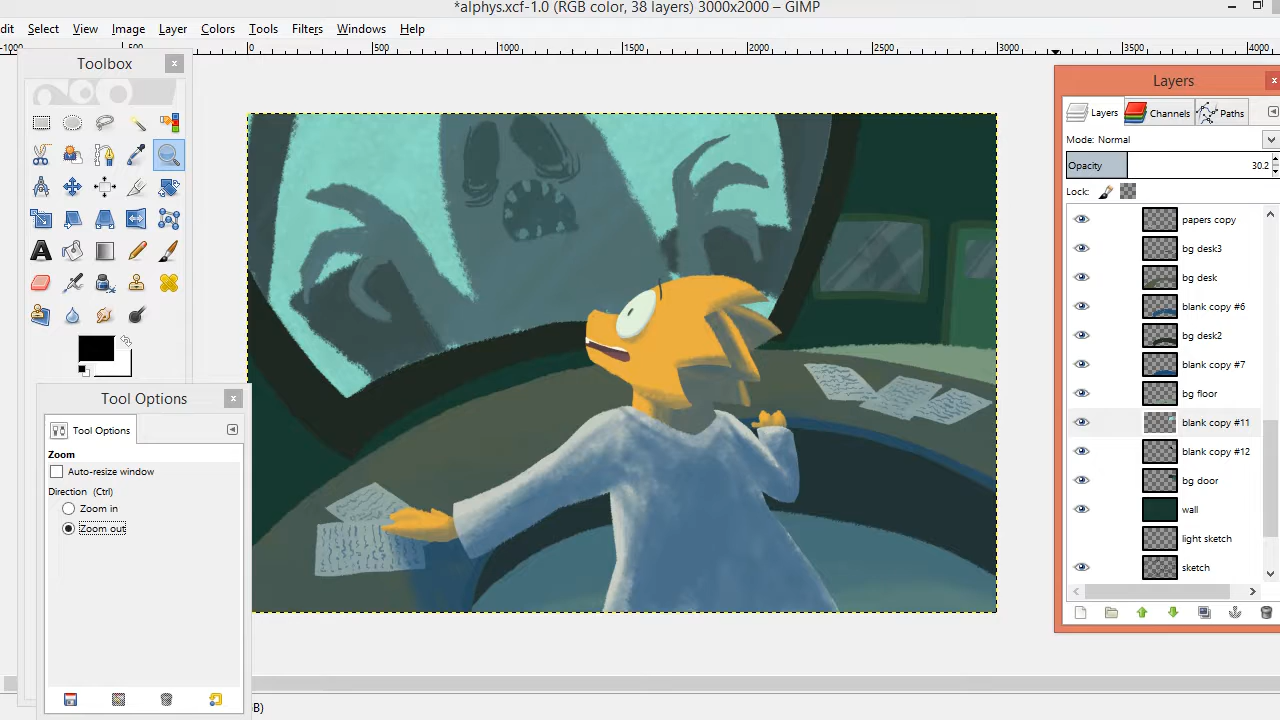 *alphys.xcf-1.0 (RGB color, 38 layers) 3000x2000 – GIMP
dit Select View Image Layer Colors Tools Filters Windows Help
0 500 1000 1500 2000 2500 3000 3500 4000
Toolbox
Layers
Layers Channels Paths
Mode: Normal
Opacity 30.2
Lock:
papers copy
bg desk3
bg desk
blank copy #6
bg desk2
blank copy #7
bg floor
blank copy #11
blank copy #12
bg door
wall
light sketch
sketch
Tool Options
Tool Options
Zoom
Auto-resize window
Direction (Ctrl)
Zoom in
Zoom out
B)